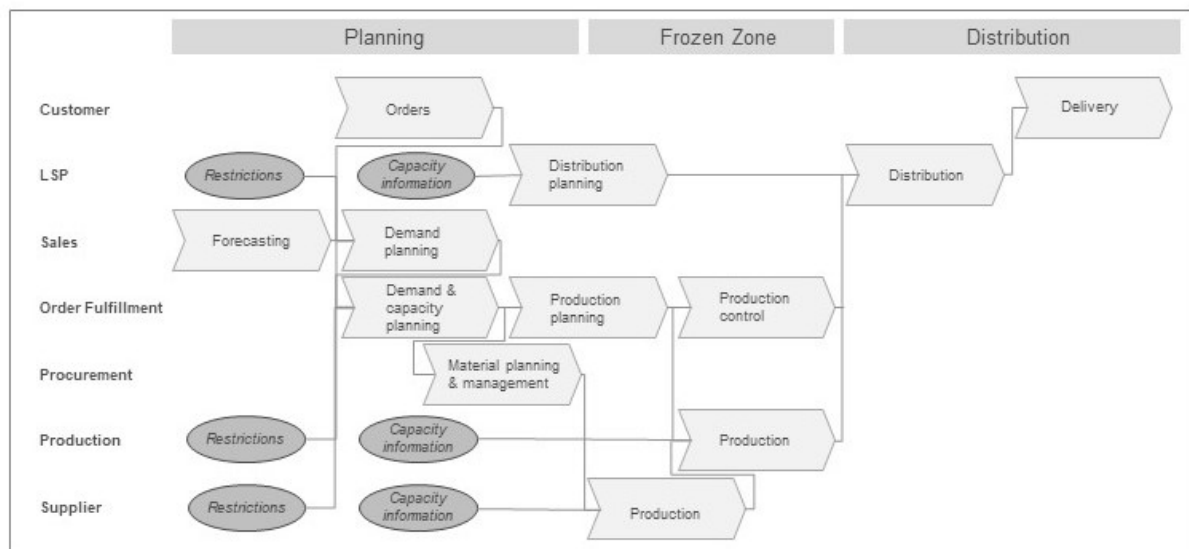 Planning Frozen Zone Distribution
Customer
Orders
Delivery
LSP
Restrictions
Capacity
information
Distribution
planning
Distribution
Sales
Forecasting
Demand
planning
Order Fulfillment
Demand &
capacity
planning
Production
planning
Production
control
Procurement
Material planning
& management
Production
Restrictions
Capacity
information
Production
Supplier
Restrictions
Capacity
information
Production